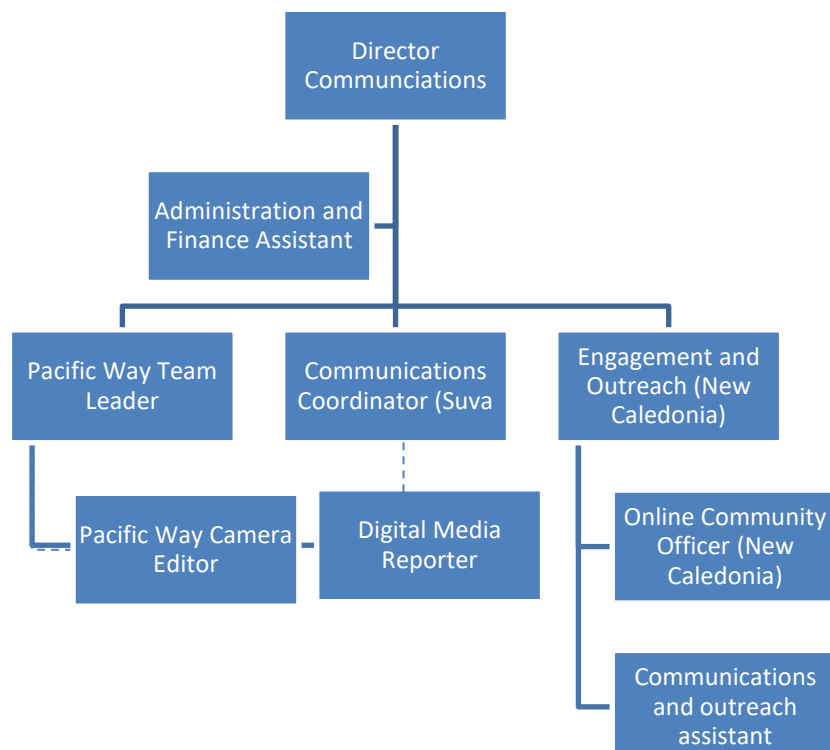 Director
Communciations
Administration and
Finance Assistant
Pacific Way Team
Leader
Communications
Coordinator (Suva
Engagement and
Outreach (New
Caledonia)
Pacific Way Camera
Editor
Digital Media
Reporter
Online Community
Officer (New
Caledonia)
Communications
and outreach
assistant